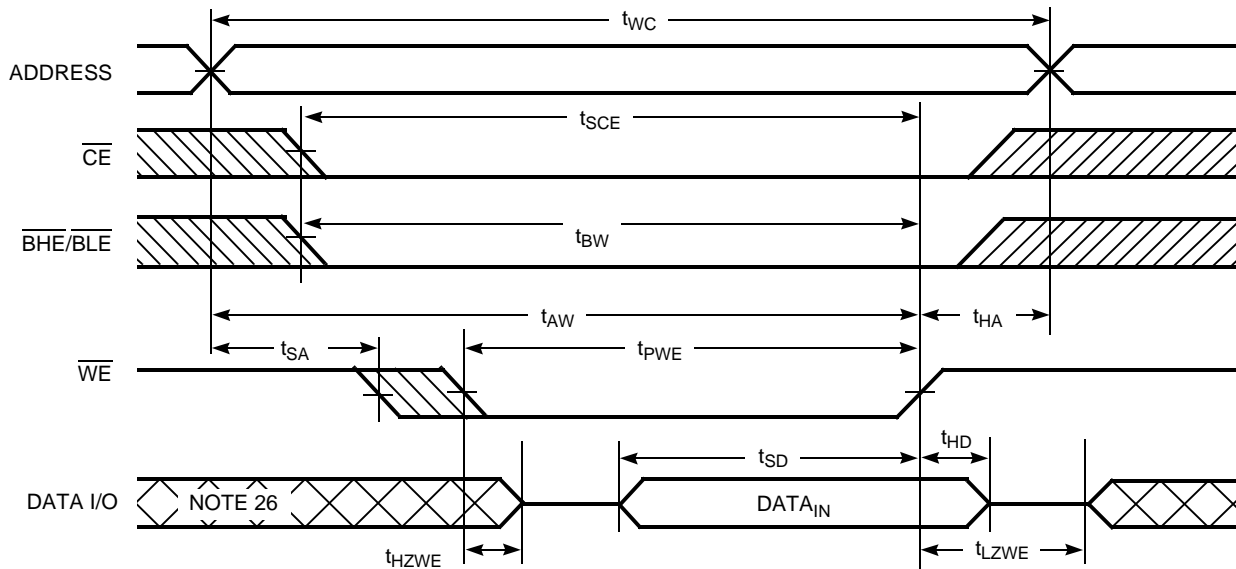 tWC
ADDRESS
tSCE
CE
BHE/BLE
tBW
tAW
tHA
tSA
tPWE
WE
tHD
tSD
DATA I/O
NOTE 26
DATAIN
tHZWE
tLZWE